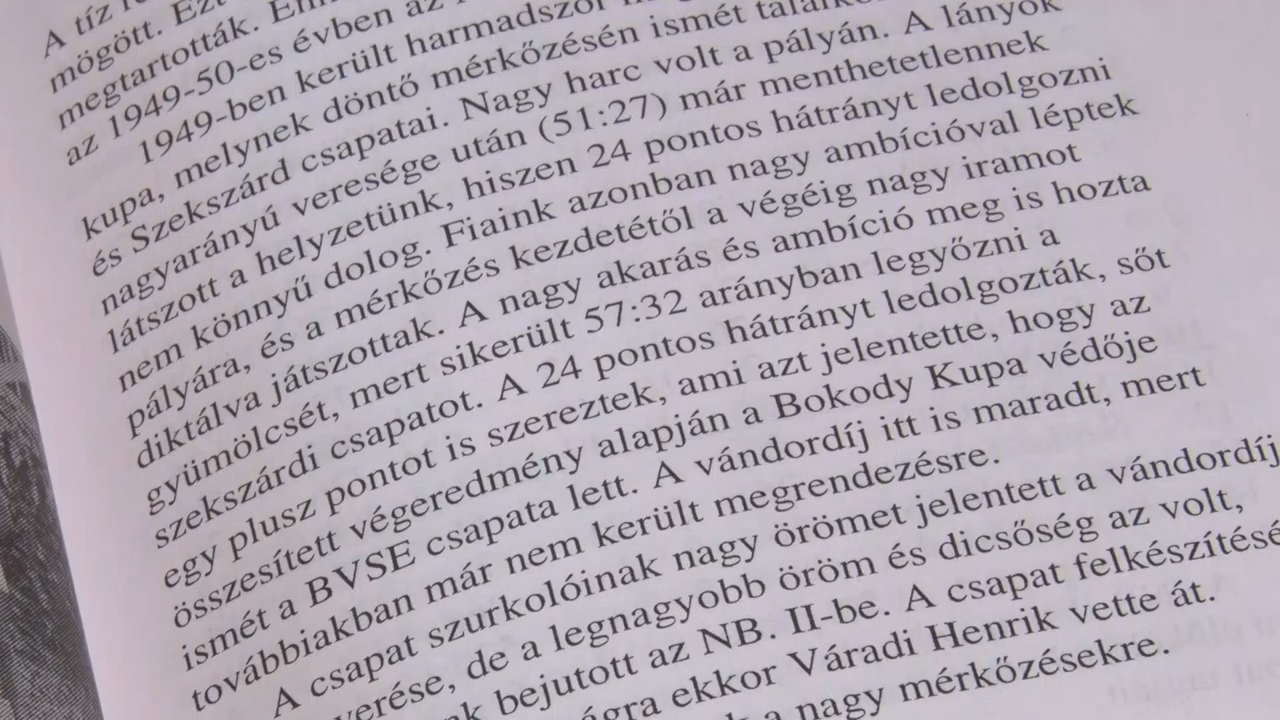 A tíz
mögött. Ezt
megtartották.
az 1949-50-es évben az
1949-ben került harmadszor
kupa, melynek döntő mérkőzésén ismét
és Szekszárd csapatai. Nagy harc volt a pályán. A lányok
nagyarányú veresége után (51:27) már menthetetlennek
látszott a helyzetünk, hiszen 24 pontos hátrányt ledolgozni
nem könnyű dolog. Fiaink azonban nagy ambícióval léptek
pályára, és a mérkőzés kezdetétől a végéig nagy iramot
diktálva játszottak. A nagy akarás és ambíció meg is hozta
gyümölcsét, mert sikerült 57:32 arányban legyőzni a
szekszárdi csapatot. A 24 pontos hátrányt ledolgozták, sőt
egy plusz pontot is szereztek, ami azt jelentette, hogy az
összesített végeredmény alapján a Bokody Kupa védője
ismét a BVSE csapata lett. A vándordíj itt is maradt, mert
továbbiakban már nem került megrendezésre.
A csapat szurkolóinak nagy örömet jelentett a vándordíj
verése, de a legnagyobb öröm és dicsőség az volt,
bejutott az NB. II-be. A csapat felkészítésé
ekkor Váradi Henrik vette át.
a nagy mérkőzésekre.